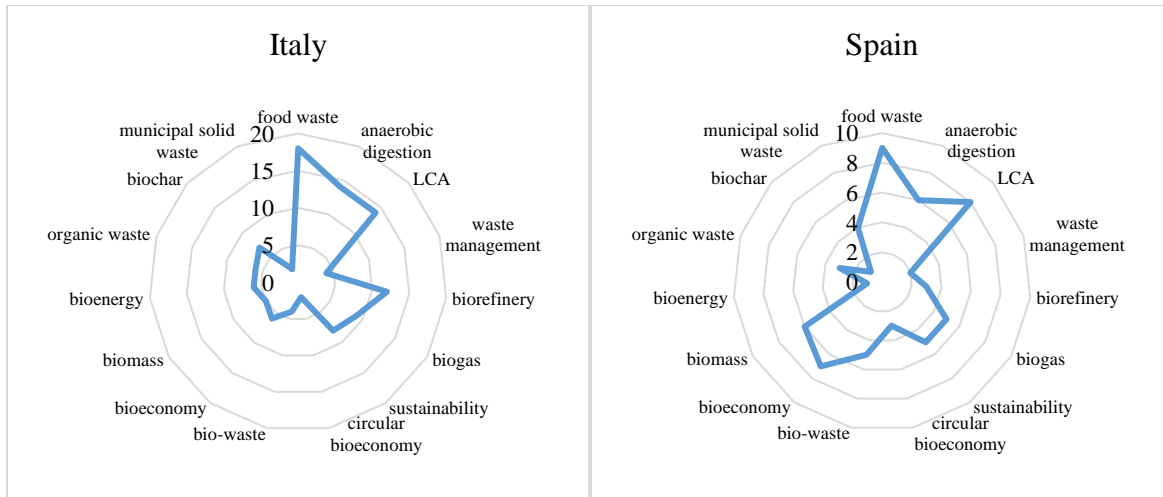 Italy
food waste
anaerobic
digestion
LCA
waste
management
biorefinery
biogas
sustainability
circular
bioeconomy
bio-waste
bioeconomy
biomass
bioenergy
organic waste
biochar
municipal solid
waste
20
15
10
5
0
Spain
food waste
anaerobic
digestion
LCA
waste
management
biorefinery
biogas
sustainability
circular
bioeconomy
bio-waste
bioeconomy
biomass
bioenergy
organic waste
biochar
municipal solid
waste
10
8
6
4
2
0